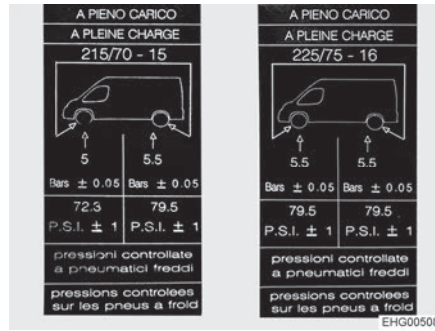 A PIENO CARICO
A PLEINE CHARGE
215/70 - 15
5 5.5
Bars ± 0.05 Bars ± 0.05
72.3 79.5
P.S.I. ± 1 P.S.I. ± 1
pressioni controllate
a pneumatici freddi
pressions controlees
sur les pneus a froid
A PIENO CARICO
A PLEINE CHARGE
225/75 - 16
5.5 5.5
Bars ± 0.05 Bars ± 0.05
79.5 79.5
P.S.I. ± 1 P.S.I. ± 1
pressioni controllate
a pneumatici freddi
pressions controlees
sur les pneus a froid